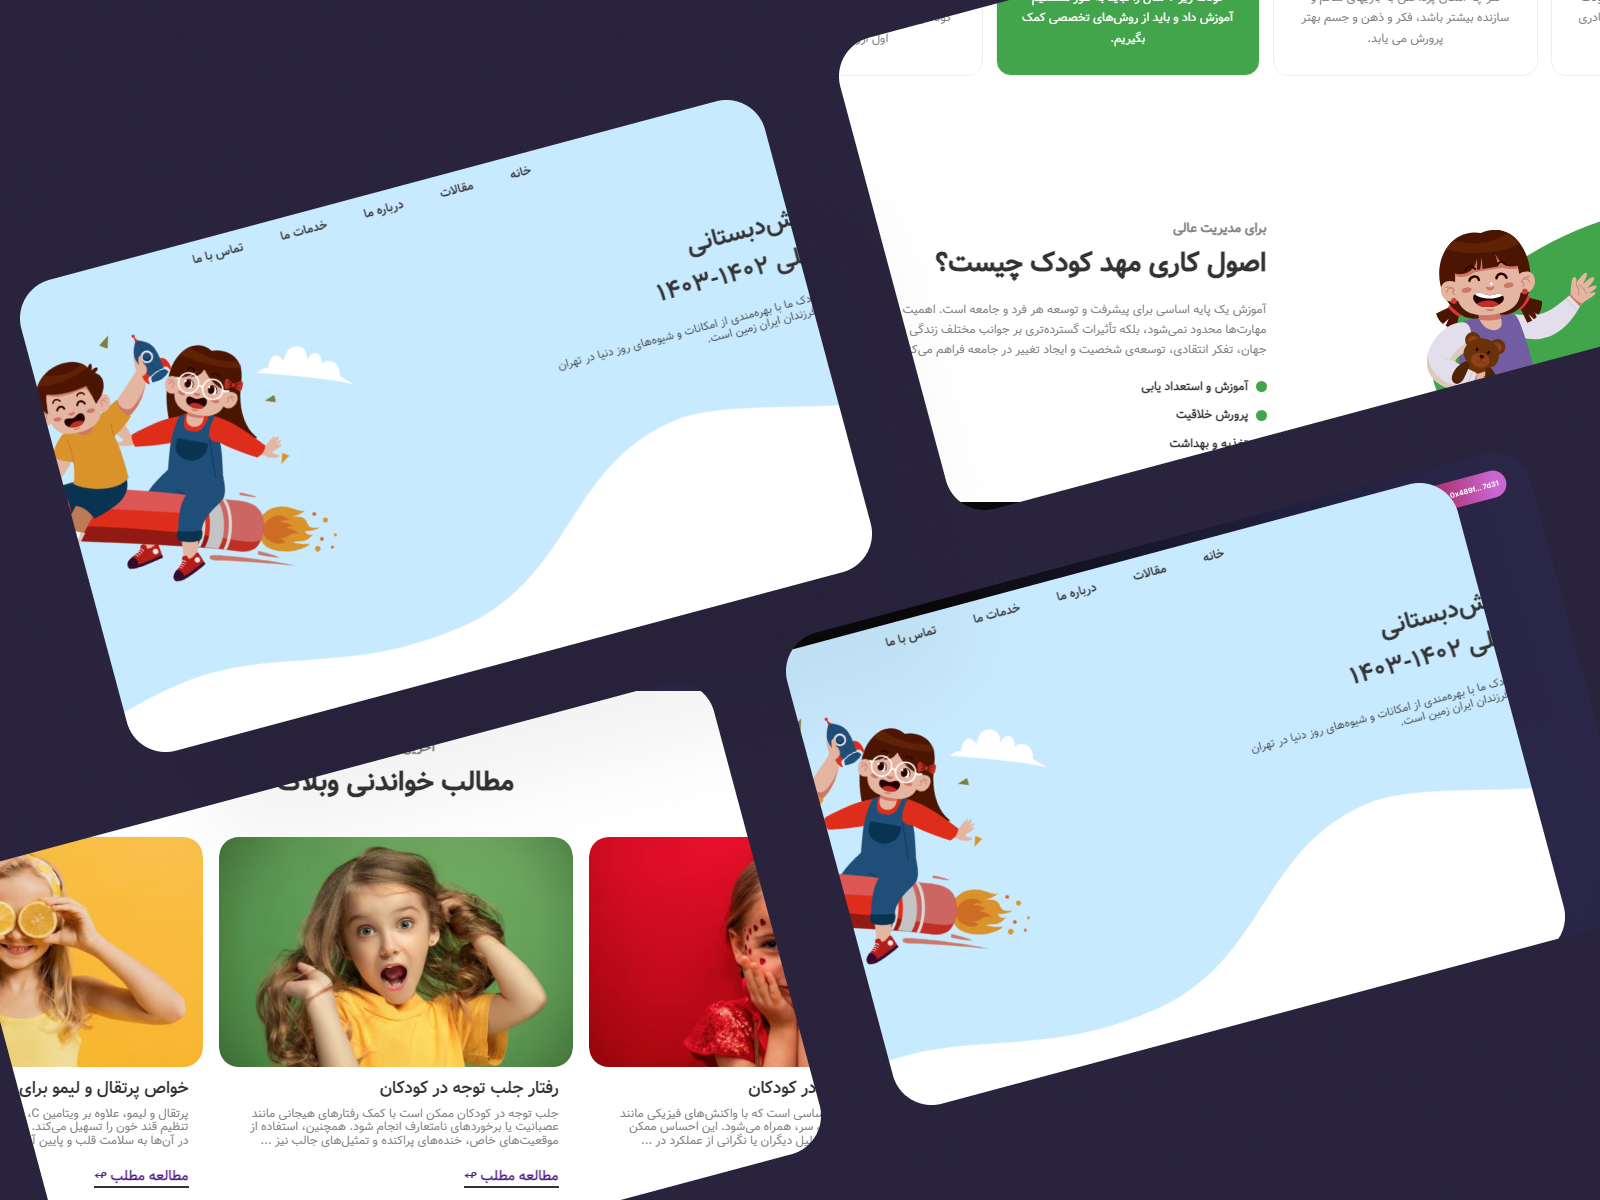 خانه
مقالات
درباره ما
خدمات ما
تماس با ما
ش‌دبستانی
لی ۱۴۰۲-۱۴۰۳
دک ما با بهره‌مندی از امکانات و شیوه‌های روز دنیا در تهران
رزندان ایران زمین است.
سازنده بیشتر باشد، فکر و ذهن و جسم بهتر
پرورش می یابد.
آموزش داد و باید از روش‌های تخصصی کمک
بگیریم.
اول
برای مدیریت عالی
اصول کاری مهد کودک چیست؟
آموزش یک پایه اساسی برای پیشرفت و توسعه هر فرد و جامعه است. اهمیت
مهارت‌ها محدود نمی‌شود، بلکه تأثیرات گسترده‌تری بر جوانب مختلف زندگی
جهان، تفکر انتقادی، توسعه‌ی شخصیت و ایجاد تغییر در جامعه فراهم می‌ک
آموزش و استعداد یابی
پرورش خلاقیت
تغذیه و بهداشت
0x489f...7d31
خانه
مقالات
درباره ما
خدمات ما
تماس با ما
ش‌دبستانی
لی ۱۴۰۲-۱۴۰۳
دک ما با بهره‌مندی از امکانات و شیوه‌های روز دنیا در تهران
رزندان ایران زمین است.
مطالب خواندنی وبلاگ
در کودکان
ساسی است که با واکنش‌های فیزیکی مانند
سر، همراه می‌شود. این احساس ممکن
لیل دیگران یا نگرانی از عملکرد در ...
رفتار جلب توجه در کودکان
جلب توجه در کودکان ممکن است با کمک رفتارهای هیجانی مانند
عصبانیت یا برخوردهای نامتعارف انجام شود. همچنین، استفاده از
موقعیت‌های خاص، خنده‌های پراکنده و تمثیل‌های جالب نیز ...
مطالعه مطلب
خواص پرتقال و لیمو برای
پرتقال و لیمو، علاوه بر ویتامین C،
تنظیم قند خون را تسهیل می‌کند.
در آن‌ها به سلامت قلب و پایین آ
مطالعه مطلب